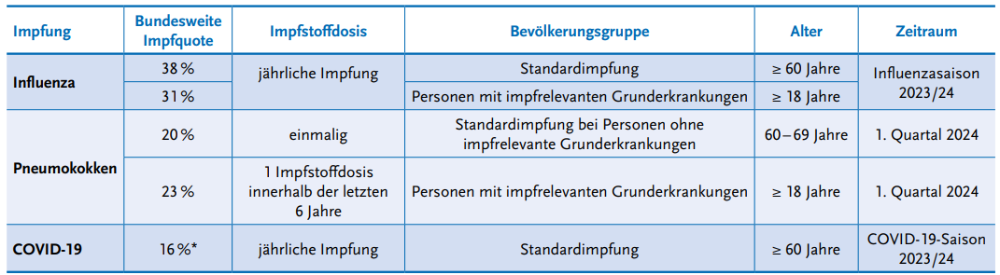 Impfung
Bundesweite
Impfquote
Impfstoffdosis
Bevölkerungsgruppe
Alter
Zeitraum
Influenza
38 %
jährliche Impfung
Standardimpfung
≥ 60 Jahre
Influenzasaison
2023/24
31 %
Personen mit impfrelevanten Grunderkrankungen
≥ 18 Jahre
Pneumokokken
20 %
einmalig
Standardimpfung bei Personen ohne
impfrelevante Grunderkrankungen
60–69 Jahre
1. Quartal 2024
23 %
1 Impfstoffdosis
innerhalb der letzten
6 Jahre
Personen mit impfrelevanten Grunderkrankungen
≥ 18 Jahre
1. Quartal 2024
COVID-19
16 %*
jährliche Impfung
Standardimpfung
≥ 60 Jahre
COVID-19-Saison
2023/24